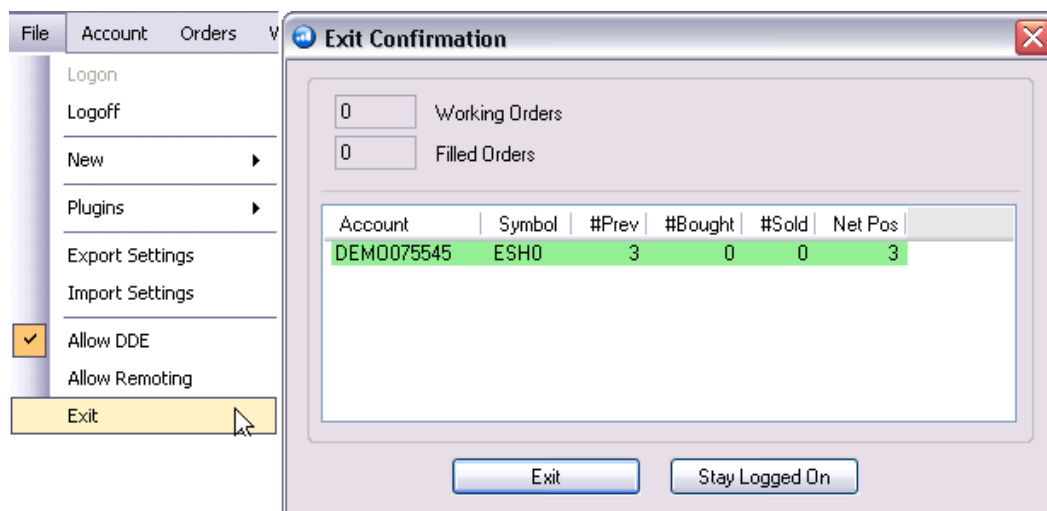 File Account Orders
Logon
Logoff
New
Plugins
Export Settings
Import Settings
Allow DDE
Allow Remoting
Exit
Exit Confirmation
0 Working Orders
0 Filled Orders
Account Symbol #Prev #Bought #Sold Net Pos
DEMO075545 ESH0 3 0 0 3
Exit Stay Logged On